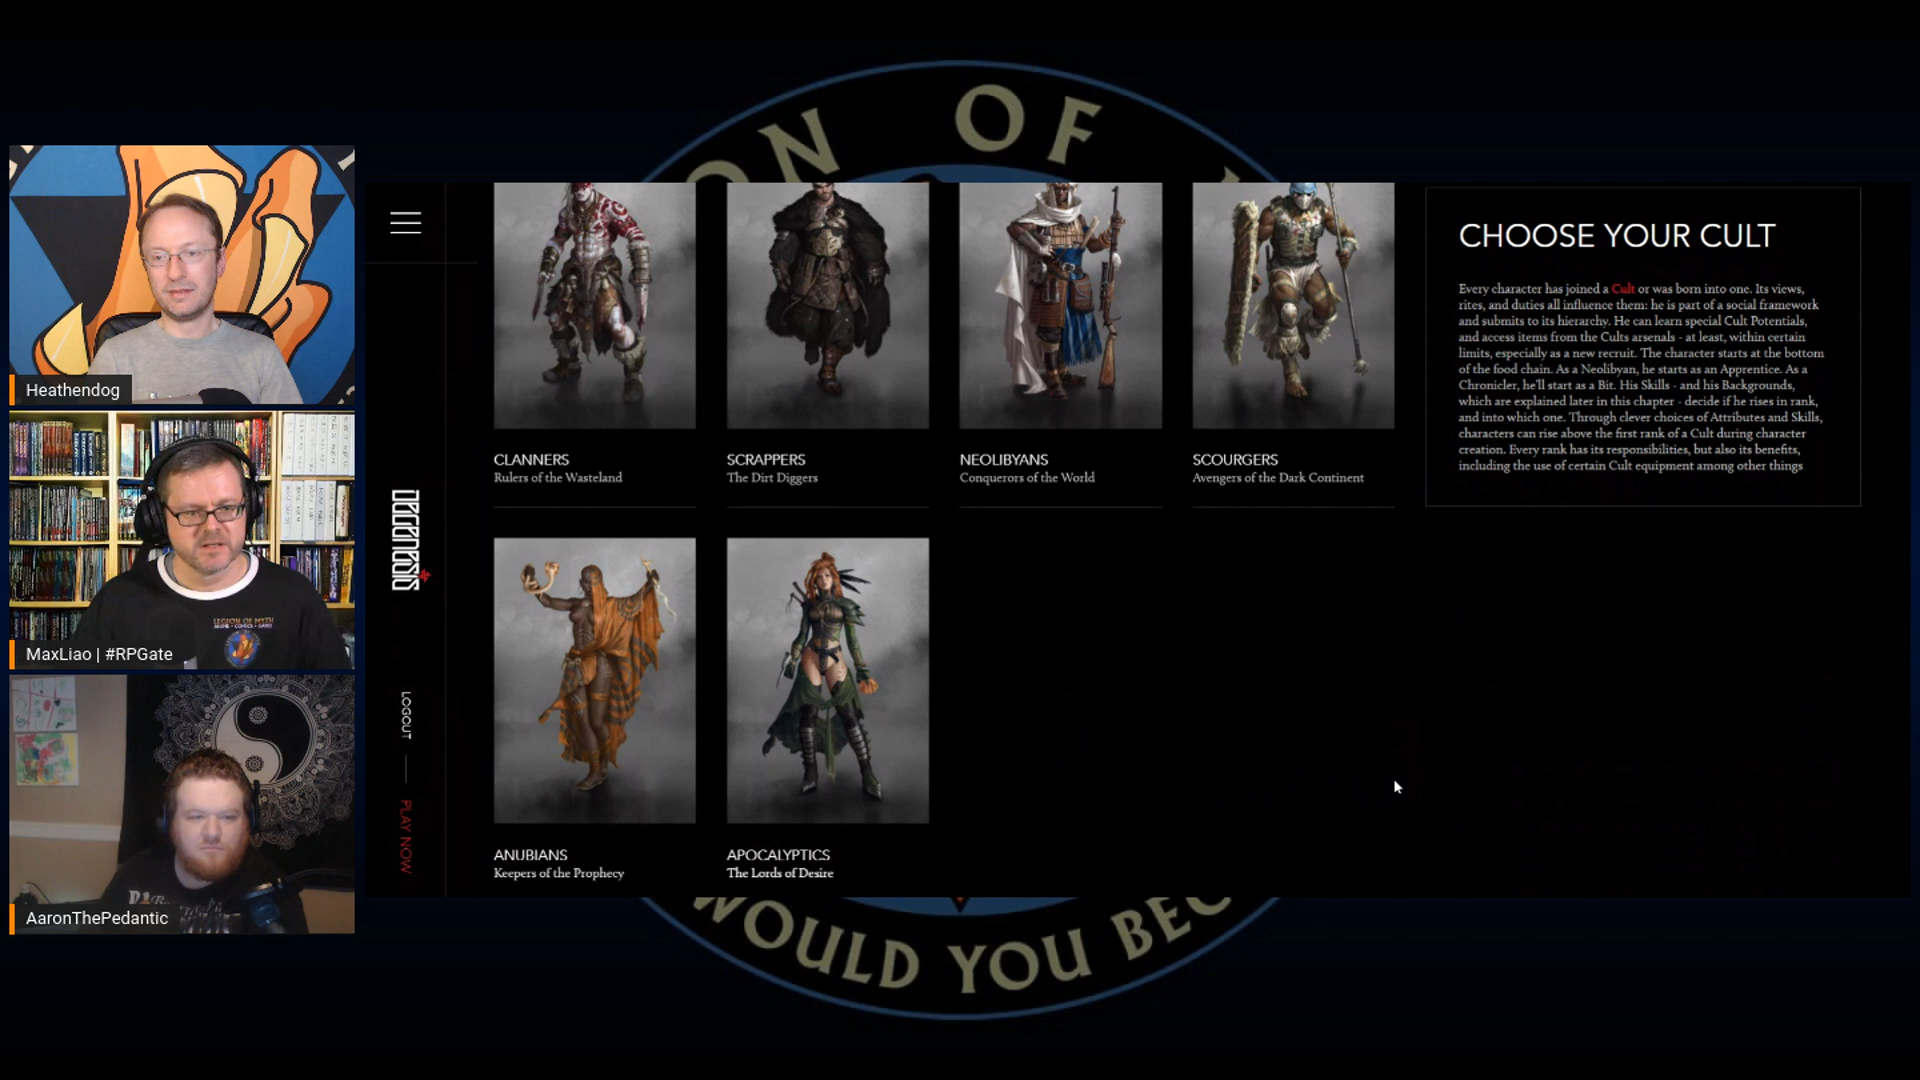 ON OF
Heathendog
LEGION OF MYTH
MaxLiao | #RPGate
AaronThePedantic
DEGENESIS
LOGOUT
PLAY NOW
CLANNERS
Rulers of the Wasteland
SCRAPPERS
The Dirt Diggers
NEOLIBYANS
Conquerors of the World
SCOURGERS
Avengers of the Dark Continent
ANUBIANS
Keepers of the Prophecy
APOCALYPTICS
The Lords of Desire
CHOOSE YOUR CULT
Every character has joined a Cult or was born into one. Its views,
rites, and duties all influence them: he is part of a social framework
and submits to its hierarchy. He can learn special Cult Potentials,
and access items from the Cults arsenals - at least, within certain
limits, especially as a new recruit. The character starts at the bottom
of the food chain. As a Neolibyan, he starts as an Apprentice. As a
Chronicler, he'll start as a Bit. His Skills - and his Backgrounds,
which are explained later in this chapter - decide if he rises in rank,
and into which one. Through clever choices of Attributes and Skills,
characters can rise above the first rank of a Cult during character
creation. Every rank has its responsibilities, but also its benefits,
including the use of certain Cult equipment among other things
WOULD YOU BEC